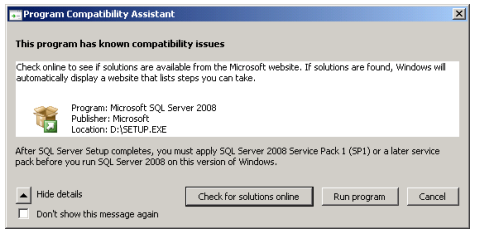 Program Compatibility Assistant
This program has known compatibility issues
Check online to see if solutions are available from the Microsoft website. If solutions are found, Windows will
automatically display a website that lists steps you can take.
Program: Microsoft SQL Server 2008
Publisher: Microsoft
Location: D:\SETUP.EXE
After SQL Server Setup completes, you must apply SQL Server 2008 Service Pack 1 (SP1) or a later service
pack before you run SQL Server 2008 on this version of Windows.
Hide details
Check for solutions online
Run program
Cancel
Don't show this message again